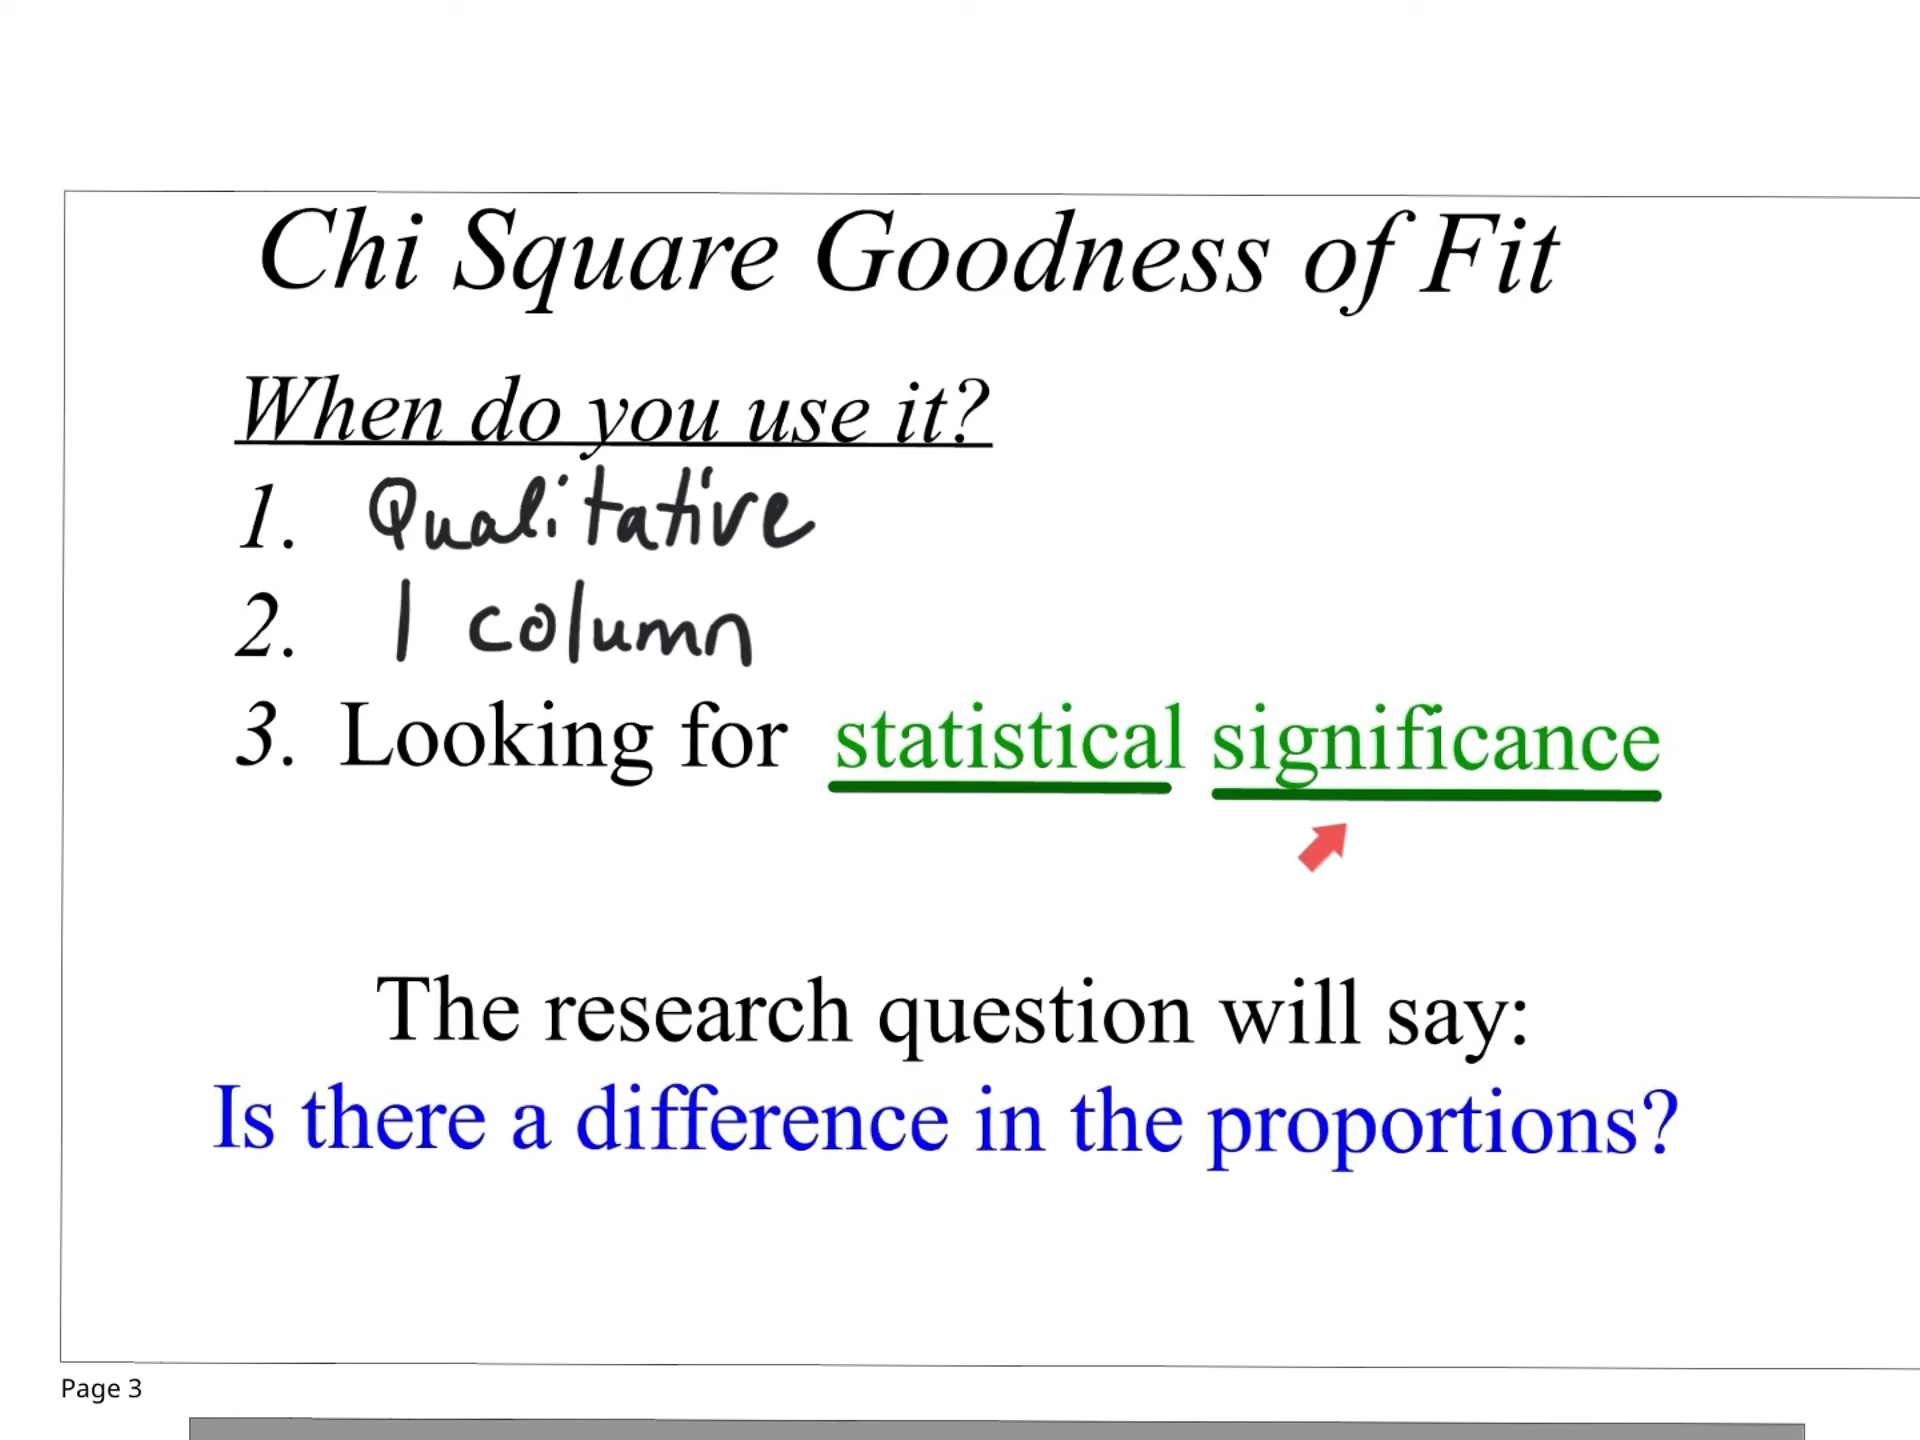 Chi Square Goodness of Fit
When do you use it?
1. Qualitative
2. 1 column
3. Looking for statistical significance
The research question will say:
Is there a difference in the proportions?
Page 3